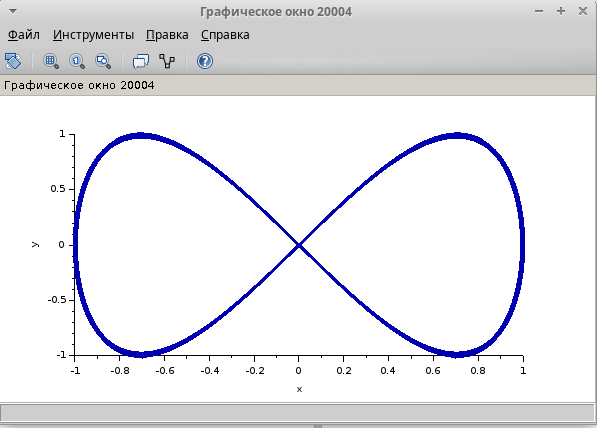 Графическое окно 20004
Файл Инструменты Правка Справка
Графическое окно 20004
1
0.5
y
0
-0.5
-1
-1 -0.8 -0.6 -0.4 -0.2 0 0.2 0.4 0.6 0.8 1
x